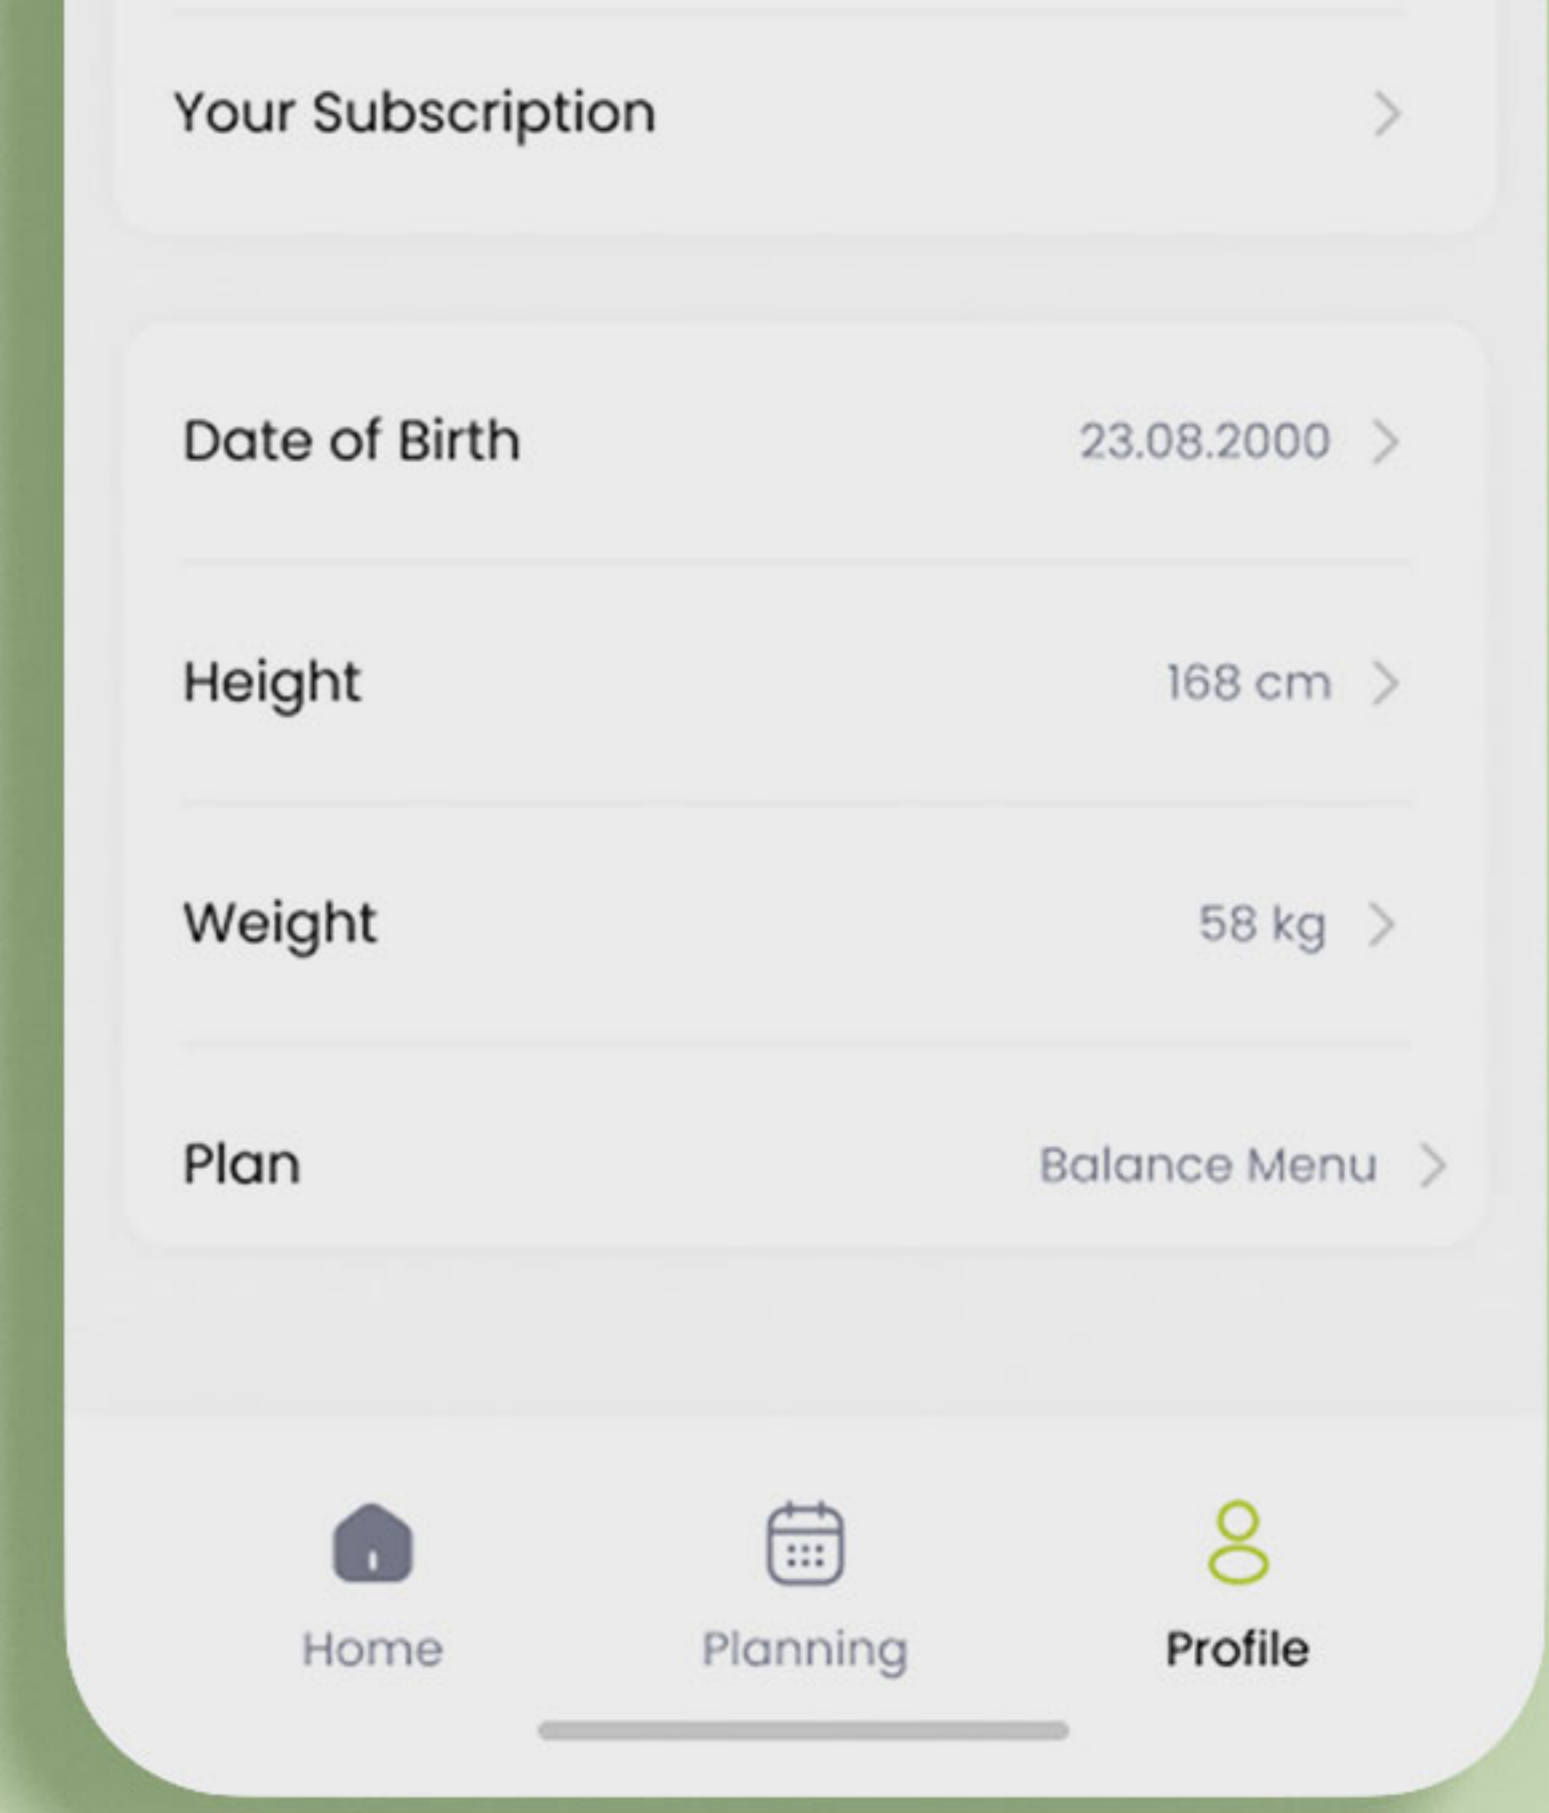 Your Subscription
Date of Birth 23.08.2000
Height 168 cm
Weight 58 kg
Plan Balance Menu
Home Planning Profile